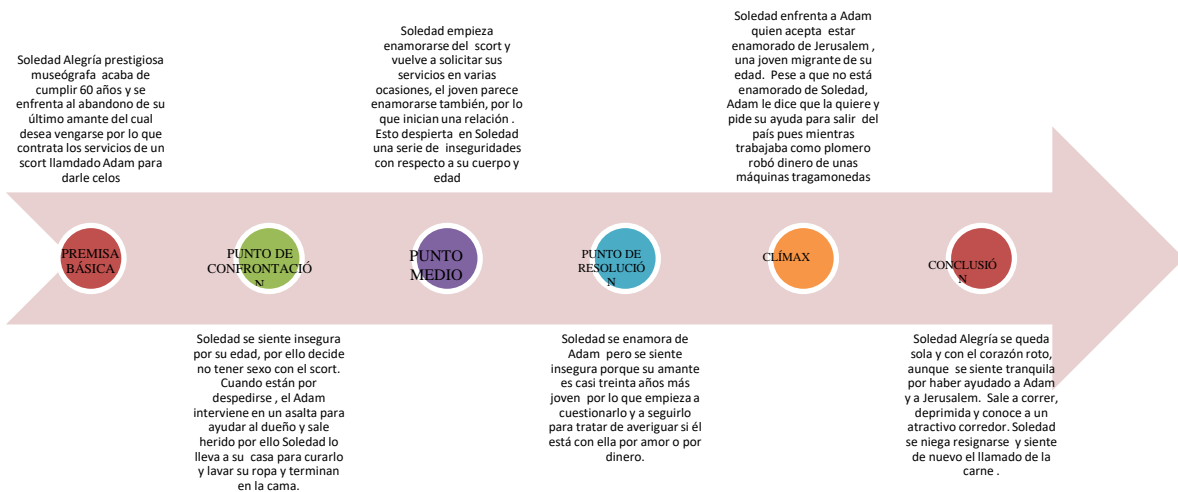 Soledad Alegría prestigiosa
museógrafa acaba de
cumplir 60 años y se
enfrenta al abandono de su
último amante del cual
desea vengarse por lo que
contrata los servicios de un
scort llamdado Adam para
darle celos
PREMISA
BÁSICA
Soledad se siente insegura
por su edad, por ello decide
no tener sexo con el scort.
Cuando están por
despedirse , el Adam
interviene en un asalta para
ayudar al dueño y sale
herido por ello Soledad lo
lleva a su casa para curarlo
y lavar su ropa y terminan
en la cama.
PUNTO DE
CONFRONTACIÓ
N
Soledad empieza
enamorarse del scort y
vuelve a solicitar sus
servicios en varias
ocasiones, el joven parece
enamorarse también, por lo
que inician una relación .
Esto despierta en Soledad
una serie de inseguridades
con respecto a su cuerpo y
edad
PUNTO
MEDIO
Soledad se enamora de
Adam pero se siente
insegura porque su amante
es casi treinta años más
joven por lo que empieza a
cuestionarlo y a seguirlo
para tratar de averiguar si él
está con ella por amor o por
dinero.
PUNTO DE
RESOLUCIÓ
N
Soledad enfrenta a Adam
quien acepta estar
enamorado de Jerusalem ,
una joven migrante de su
edad. Pese a que no está
enamorado de Soledad,
Adam le dice que la quiere y
pide su ayuda para salir del
país pues mientras
trabajaba como plomero
robó dinero de unas
máquinas tragamonedas
CLÍMAX
Soledad Alegría se queda
sola y con el corazón roto,
aunque se siente tranquila
por haber ayudado a Adam
y a Jerusalem. Sale a correr,
deprimida y conoce a un
atractivo corredor. Soledad
se niega resignarse y siente
de nuevo el llamado de la
carne .
CONCLUSIÓ
N